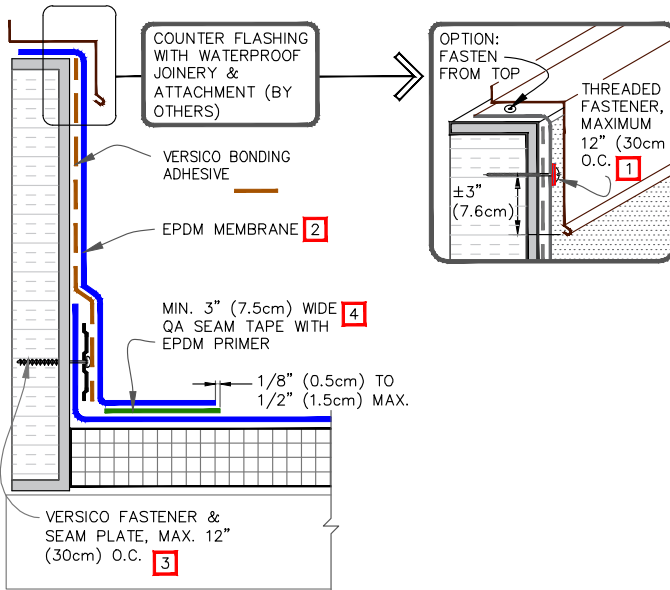 COUNTER FLASHING
WITH WATERPROOF
JOINERY &
ATTACHMENT (BY
OTHERS)
OPTION:
FASTEN
FROM TOP
THREADED
FASTENER,
MAXIMUM
12" (30cm
O.C. 1
±3"
(7.6cm)
VERSICO BONDING
ADHESIVE
EPDM MEMBRANE 2
MIN. 3" (7.5cm) WIDE 4
QA SEAM TAPE WITH
EPDM PRIMER
1/8" (0.5cm) TO
1/2" (1.5cm) MAX.
VERSICO FASTENER &
SEAM PLATE, MAX. 12"
(30cm) O.C. 3